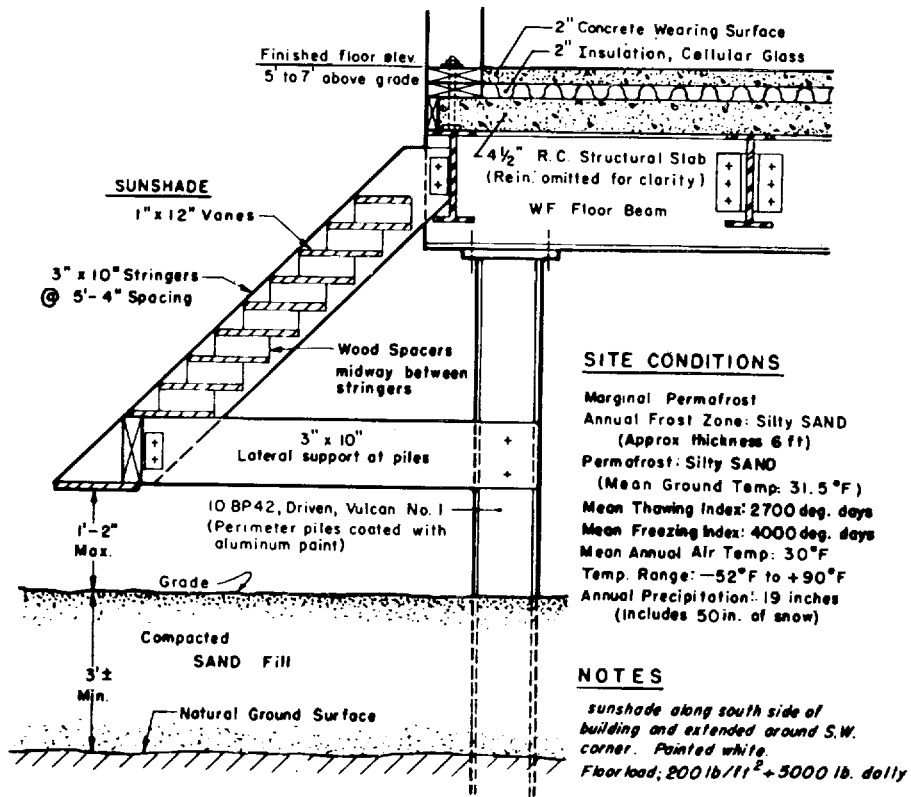 2" Concrete Wearing Surface
2" Insulation, Cellular Glass
Finished floor elev.
5' to 7' above grade
4 1/2" R.C. Structural Slab
(Rein. omitted for clarity)
WF Floor Beam
SUNSHADE
1" x 12" Vanes
3" x 10" Stringers
@ 5'-4" Spacing
Wood Spacers
midway between
stringers
3" x 10"
Lateral support at piles
10 BP42, Driven, Vulcan No. 1
(Perimeter piles coated with
aluminum paint)
1'-2"
Max.
Grade
Compacted
SAND Fill
3'±
Min.
Natural Ground Surface
SITE CONDITIONS
Marginal Permafrost
Annual Frost Zone: Silty SAND
(Approx thickness 6 ft)
Permafrost: Silty SAND
(Mean Ground Temp: 31.5°F)
Mean Thawing Index: 2700 deg. days
Mean Freezing Index: 4000 deg. days
Mean Annual Air Temp: 30°F
Temp. Range: -52°F to +90°F
Annual Precipitation: 19 inches
(Includes 50 in. of snow)
NOTES
sunshade along south side of
building and extended around S.W.
corner. Painted white.
Floor load; 200 lb/ft² + 5000 lb. dolly